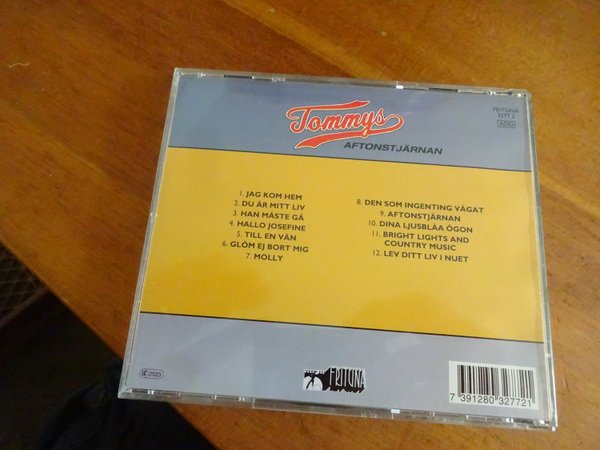 Tommys
AFTONSTJÄRNAN
FRITUNA
3277 2
ADD
1. JAG KOM HEM
2. DU ÄR MITT LIV
3. HAN MÅSTE GÅ
4. HALLO JOSEFINE
5. TILL EN VÄN
6. GLÖM EJ BORT MIG
7. MOLLY
8. DEN SOM INGENTING VÅGAT
9. AFTONSTJÄRNAN
10. DINA LJUSBLÅA ÖGON
11. BRIGHT LIGHTS AND
COUNTRY MUSIC
12. LEV DITT LIV I NUET
FRITUNA
7 391280 327721